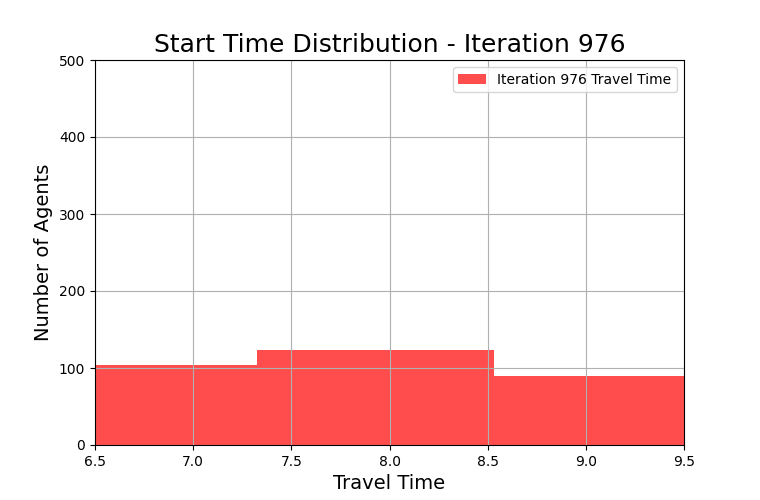 Start Time Distribution - Iteration 976
Iteration 976 Travel Time
Number of Agents
500
400
300
200
100
0
6.5 7.0 7.5 8.0 8.5 9.0 9.5
Travel Time